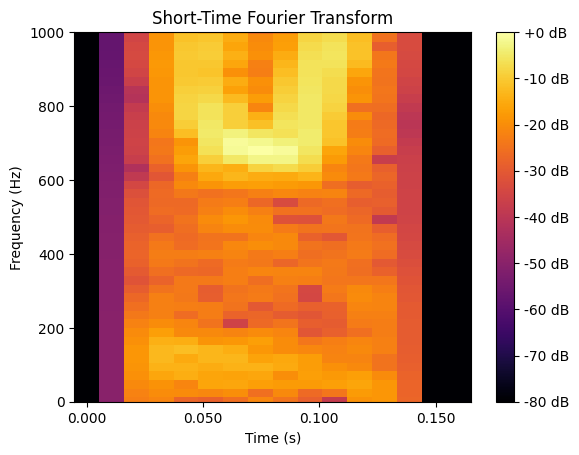 Short-Time Fourier Transform
1000
800
600
400
200
0
Frequency (Hz)
0.000
0.050
0.100
0.150
Time (s)
+0 dB
-10 dB
-20 dB
-30 dB
-40 dB
-50 dB
-60 dB
-70 dB
-80 dB